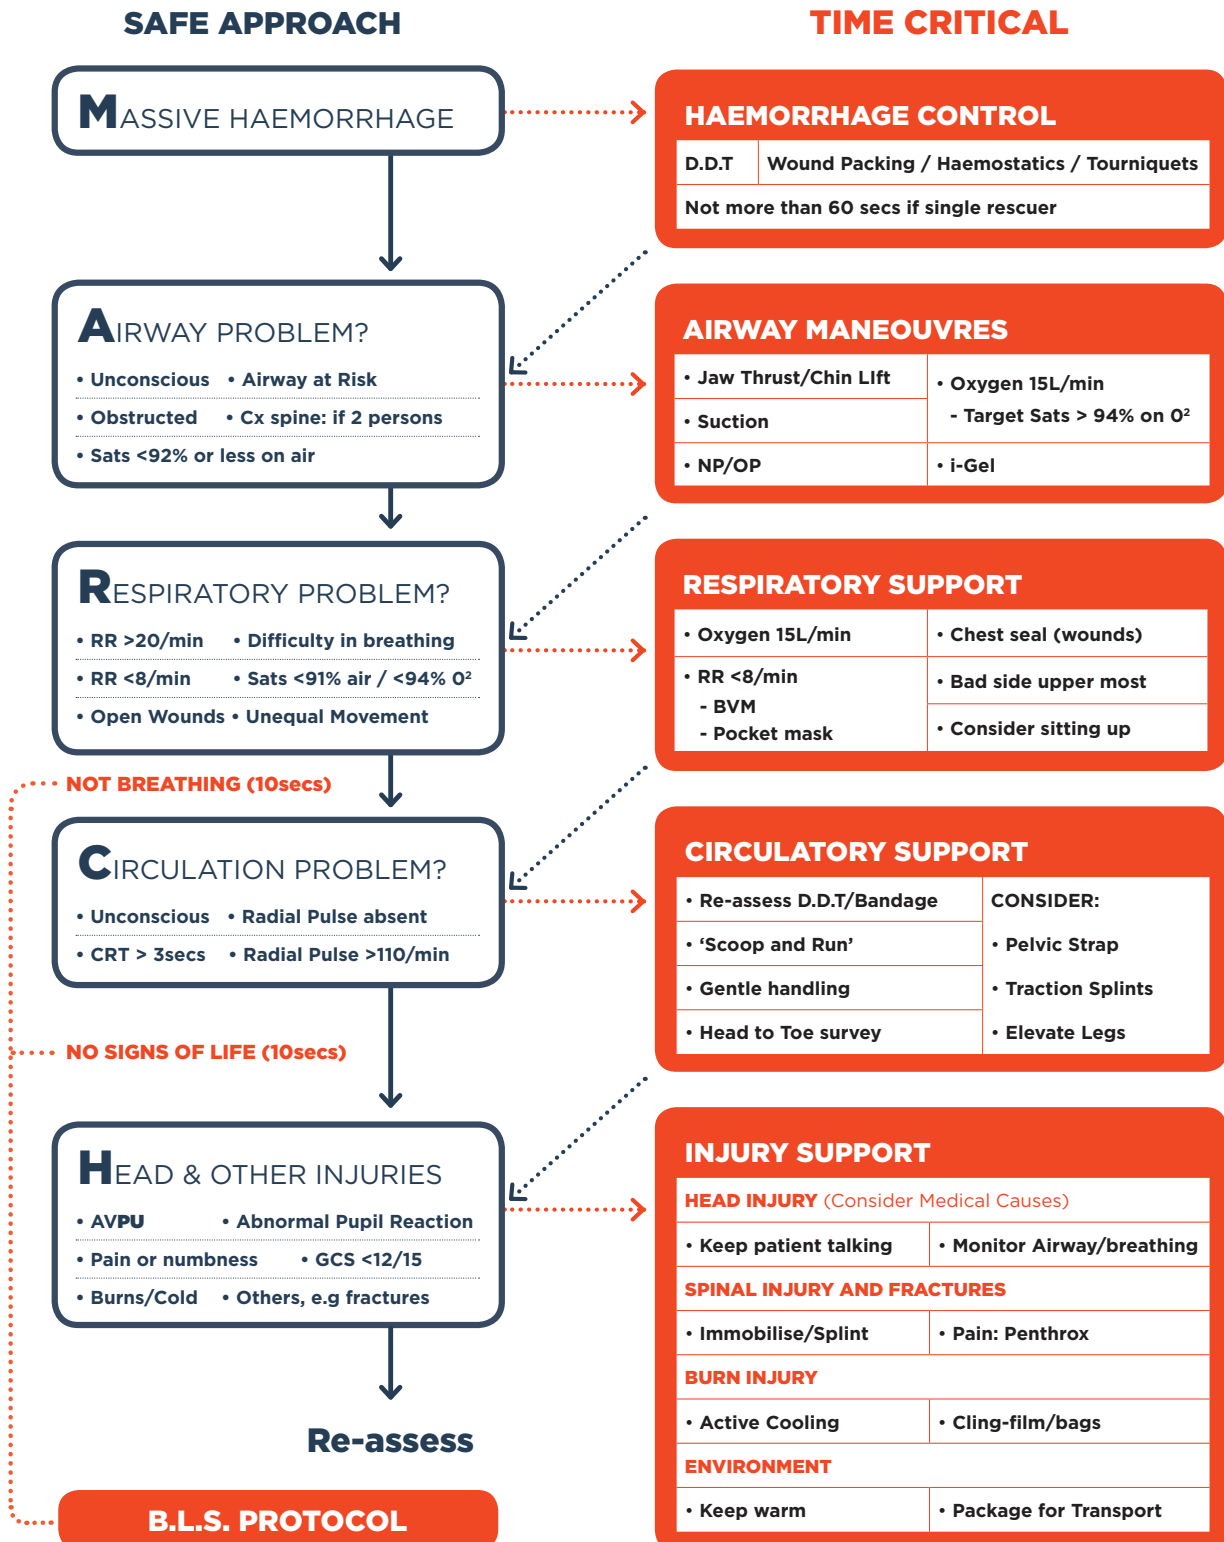 SAFE APPROACH
TIME CRITICAL
MASSIVE HAEMORRHAGE
HAEMORRHAGE CONTROL
D.D.T Wound Packing / Haemostatics / Tourniquets
Not more than 60 secs if single rescuer
AIRWAY PROBLEM?
• Unconscious • Airway at Risk
• Obstructed • Cx spine: if 2 persons
• Sats <92% or less on air
AIRWAY MANEOUVRES
• Jaw Thrust/Chin LIft
• Suction
• NP/OP
• Oxygen 15L/min
- Target Sats > 94% on 0²
• i-Gel
RESPIRATORY PROBLEM?
• RR >20/min • Difficulty in breathing
• RR <8/min • Sats <91% air / <94% 0²
• Open Wounds • Unequal Movement
RESPIRATORY SUPPORT
• Oxygen 15L/min
• RR <8/min
- BVM
- Pocket mask
• Chest seal (wounds)
• Bad side upper most
• Consider sitting up
NOT BREATHING (10secs)
CIRCULATION PROBLEM?
• Unconscious • Radial Pulse absent
• CRT > 3secs • Radial Pulse >110/min
CIRCULATORY SUPPORT
• Re-assess D.D.T/Bandage
• ‘Scoop and Run’
• Gentle handling
• Head to Toe survey
CONSIDER:
• Pelvic Strap
• Traction Splints
• Elevate Legs
NO SIGNS OF LIFE (10secs)
HEAD & OTHER INJURIES
• AVPU • Abnormal Pupil Reaction
• Pain or numbness • GCS <12/15
• Burns/Cold • Others, e.g fractures
INJURY SUPPORT
HEAD INJURY (Consider Medical Causes)
• Keep patient talking • Monitor Airway/breathing
SPINAL INJURY AND FRACTURES
• Immobilise/Splint • Pain: Penthrox
BURN INJURY
• Active Cooling • Cling-film/bags
ENVIRONMENT
• Keep warm • Package for Transport
Re-assess
B.L.S. PROTOCOL